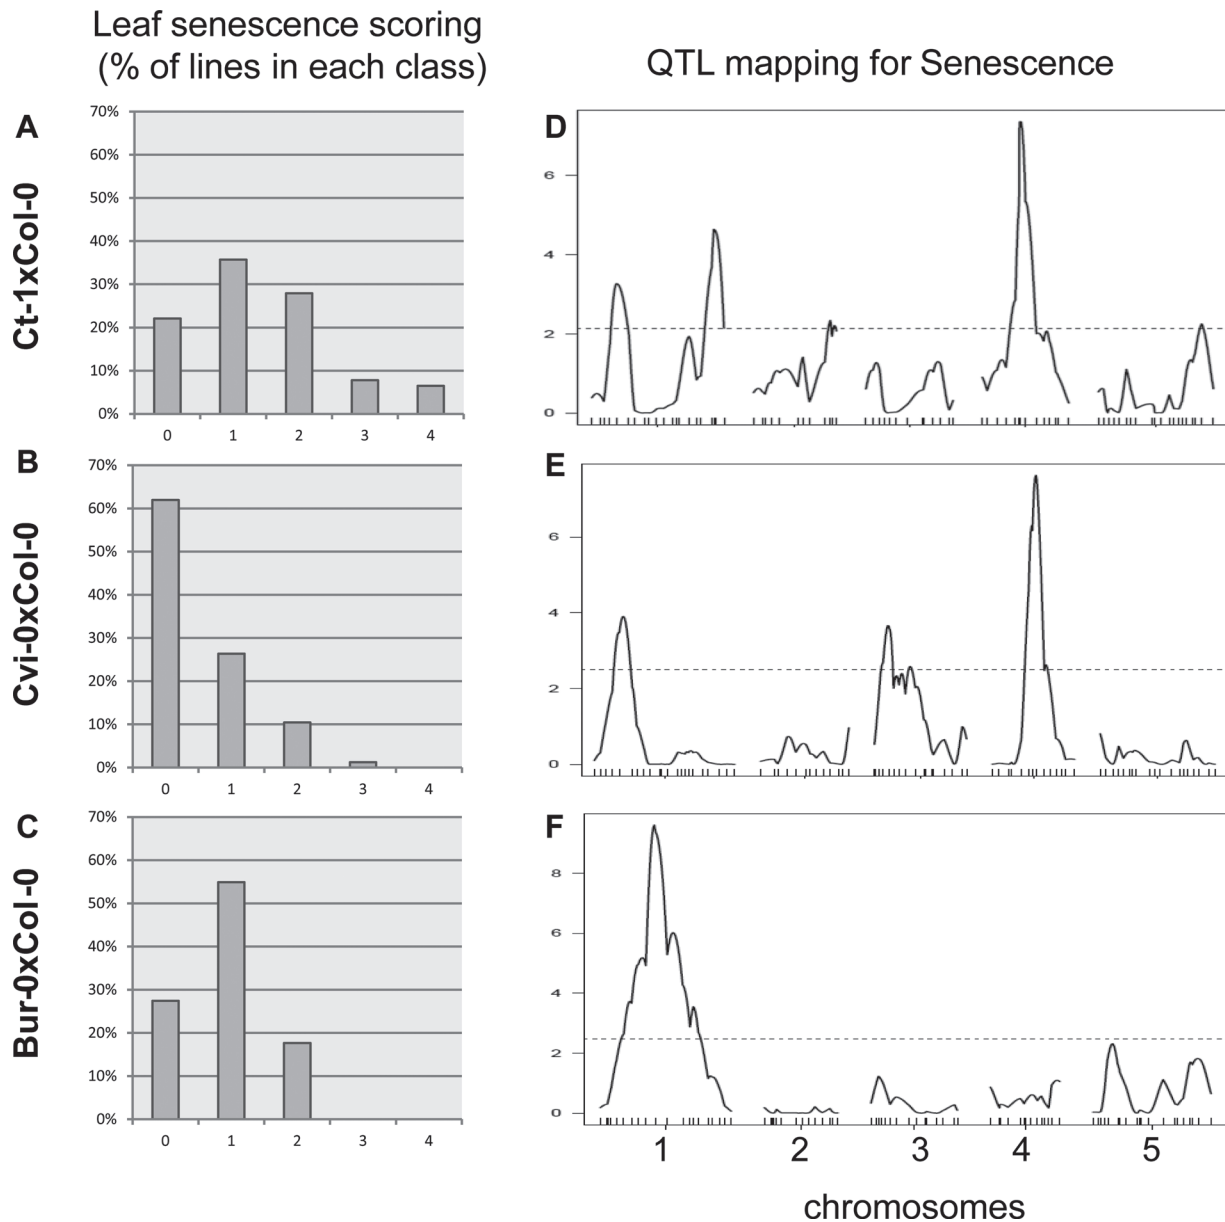 Leaf senescence scoring
(% of lines in each class)
QTL mapping for Senescence
A
Ct-1xCol-0
70%
60%
50%
40%
30%
20%
10%
0%
0 1 2 3 4
D
6
4
2
0
B
Cvi-0xCol-0
70%
60%
50%
40%
30%
20%
10%
0%
0 1 2 3 4
E
6
4
2
0
C
Bur-0xCol-0
70%
60%
50%
40%
30%
20%
10%
0%
0 1 2 3 4
F
8
6
4
2
0
1 2 3 4 5
chromosomes